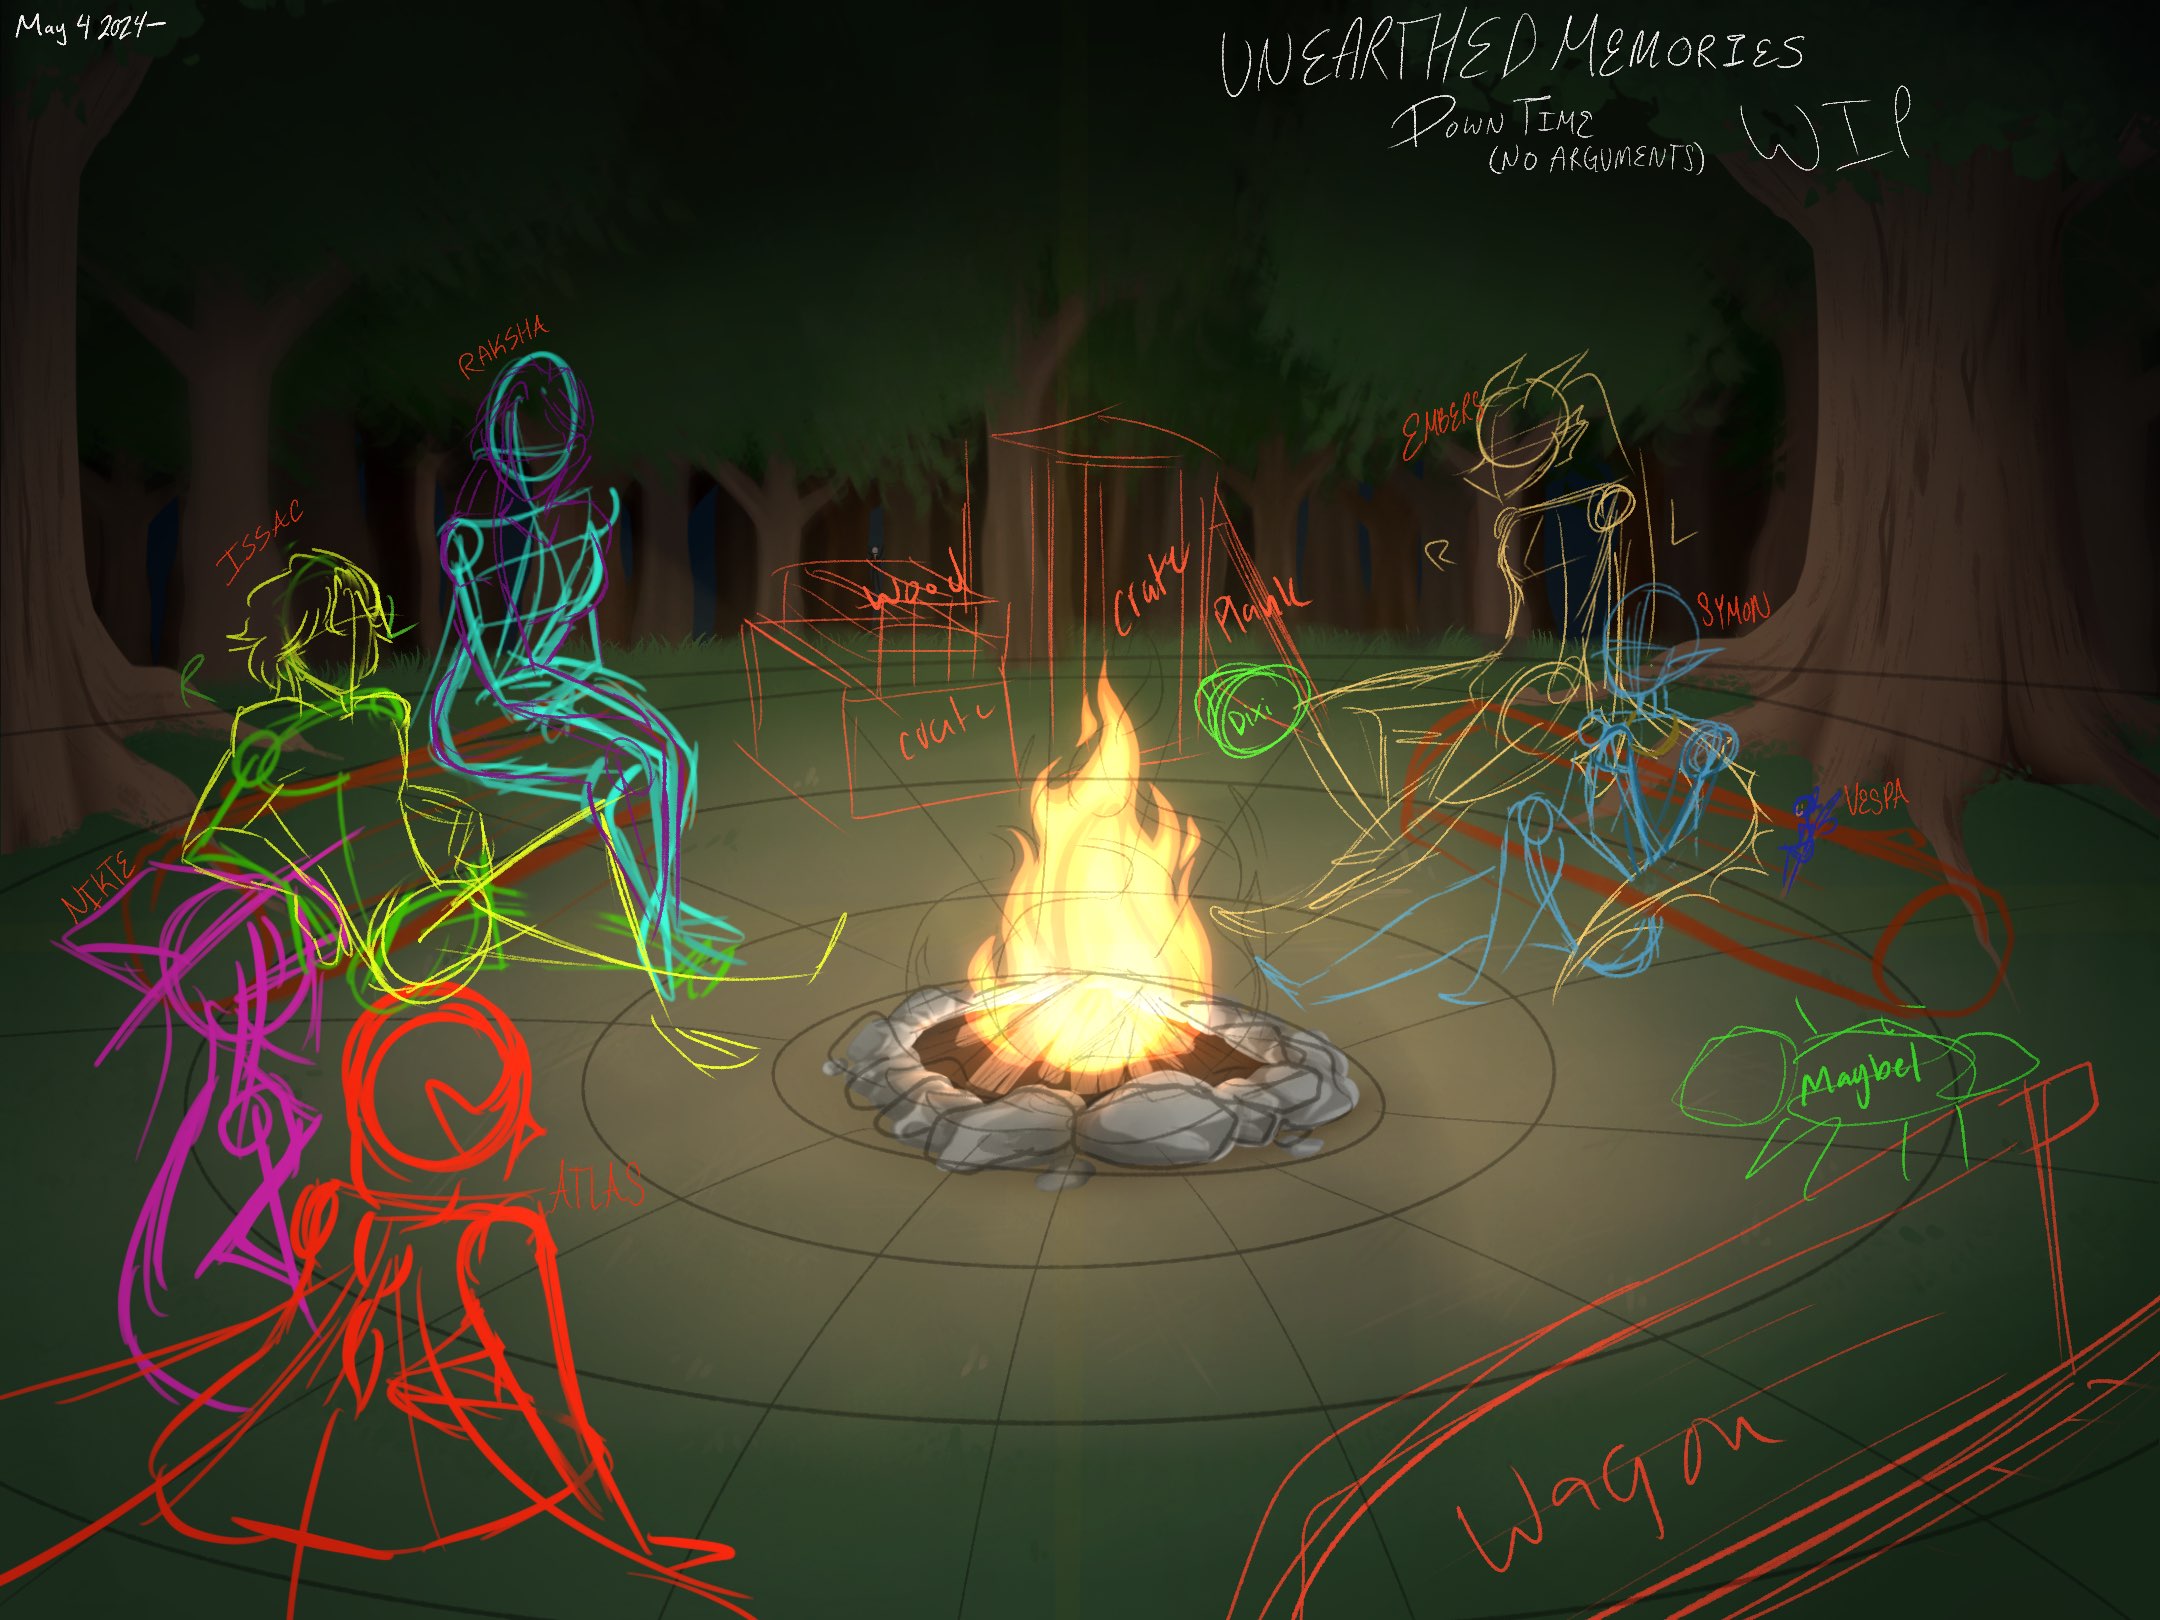 May 4 2024-
UNEARTHED MEMORIES
DOWN TIME
(NO ARGUMENTS)
WIP
RAKSHA
EMBERS
ISSAC
R
L
Wood
Crate
Plank
SYMON
R
Dixi
Crate
VESPA
NIKTE
Maybel
ATLAS
Wagon